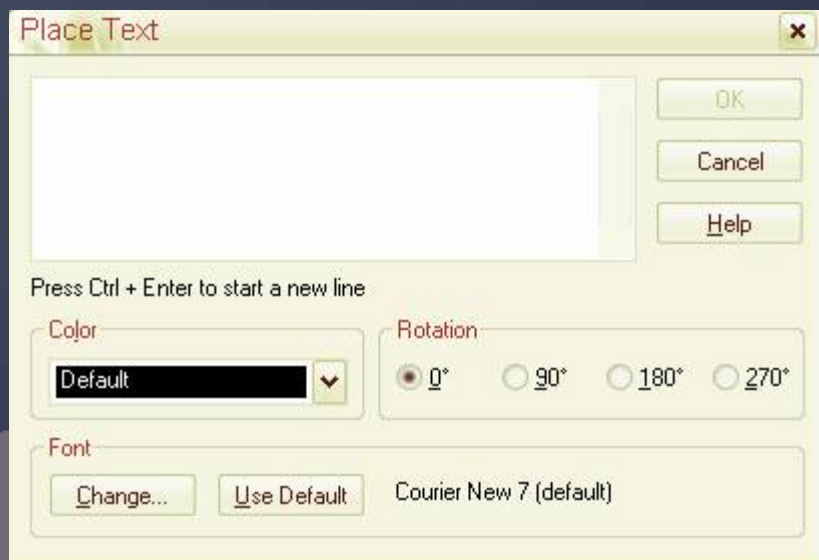 Place Text
OK
Cancel
Help
Press Ctrl + Enter to start a new line
Color
Default
Rotation
0°
90°
180°
270°
Font
Change...
Use Default
Courier New 7 (default)